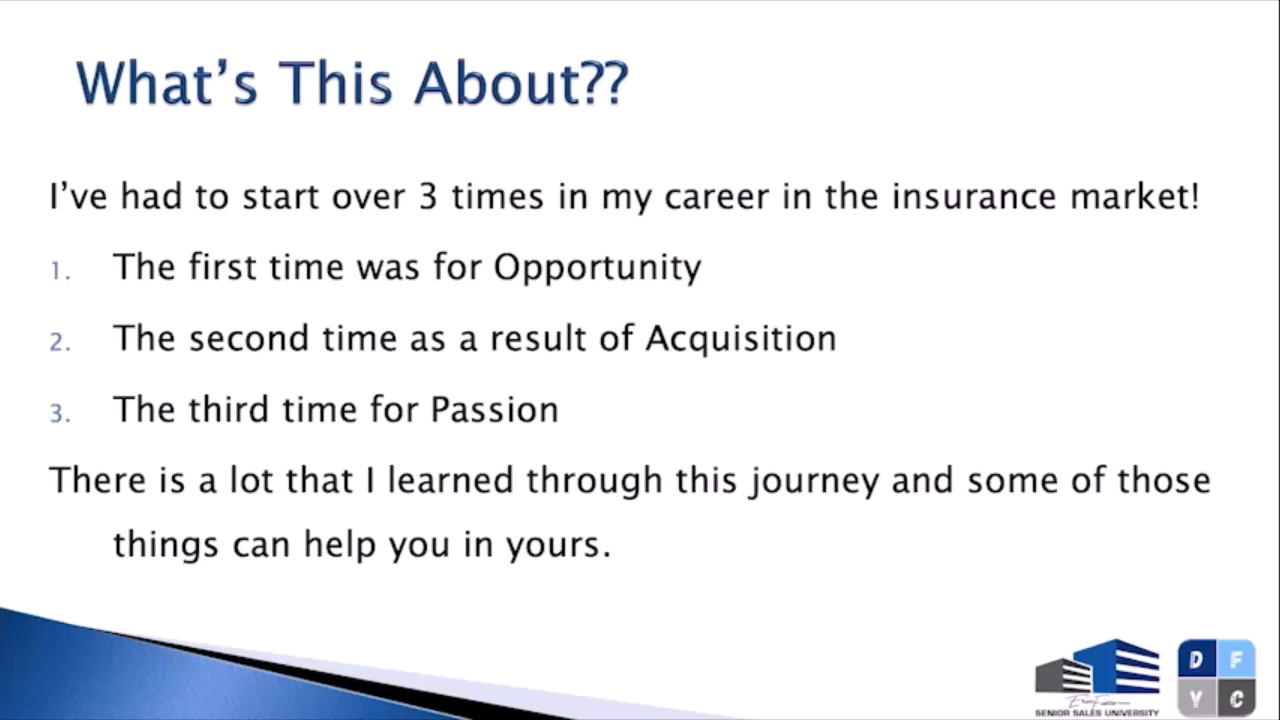 What's This About??
I've had to start over 3 times in my career in the insurance market!
1. The first time was for Opportunity
2. The second time as a result of Acquisition
3. The third time for Passion
There is a lot that I learned through this journey and some of those
things can help you in yours.
SENIOR SALES UNIVERSITY
D F
Y C